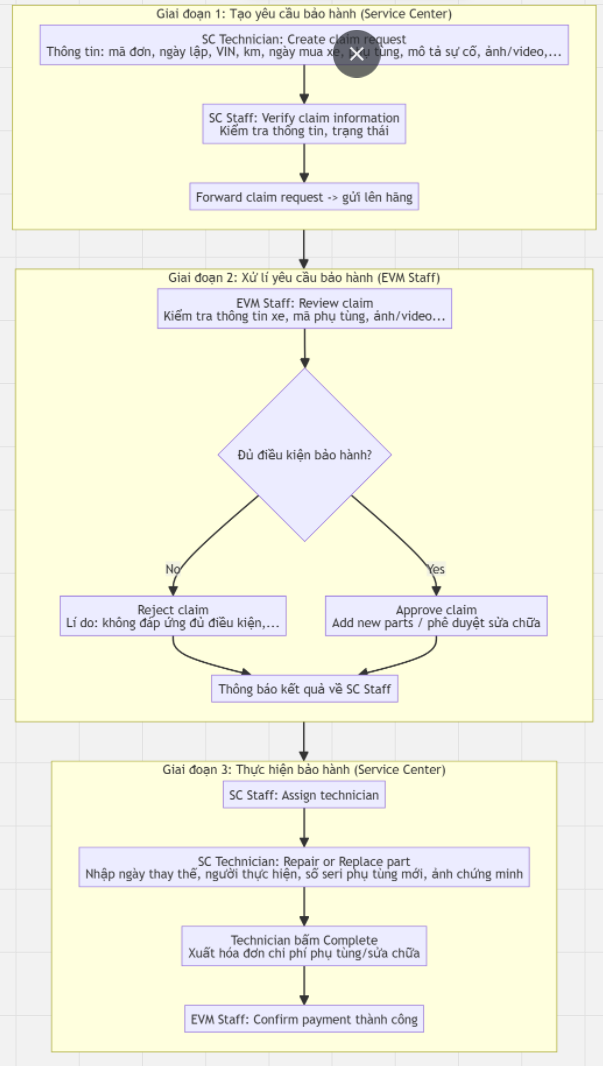 Giai đoạn 1: Tạo yêu cầu bảo hành (Service Center)
SC Technician: Create claim request
Thông tin: mã đơn, ngày lập, VIN, km, ngày mua xe, phụ tùng, mô tả sự cố, ảnh/video,...
SC Staff: Verify claim information
Kiểm tra thông tin, trạng thái
Forward claim request -> gửi lên hãng
Giai đoạn 2: Xử lí yêu cầu bảo hành (EVM Staff)
EVM Staff: Review claim
Kiểm tra thông tin xe, mã phụ tùng, ảnh/video...
Đủ điều kiện bảo hành?
No
Yes
Reject claim
Lí do: không đáp ứng đủ điều kiện,...
Approve claim
Add new parts / phê duyệt sửa chữa
Thông báo kết quả về SC Staff
Giai đoạn 3: Thực hiện bảo hành (Service Center)
SC Staff: Assign technician
SC Technician: Repair or Replace part
Nhập ngày thay thế, người thực hiện, số seri phụ tùng mới, ảnh chứng minh
Technician bấm Complete
Xuất hóa đơn chi phí phụ tùng/sửa chữa
EVM Staff: Confirm payment thành công